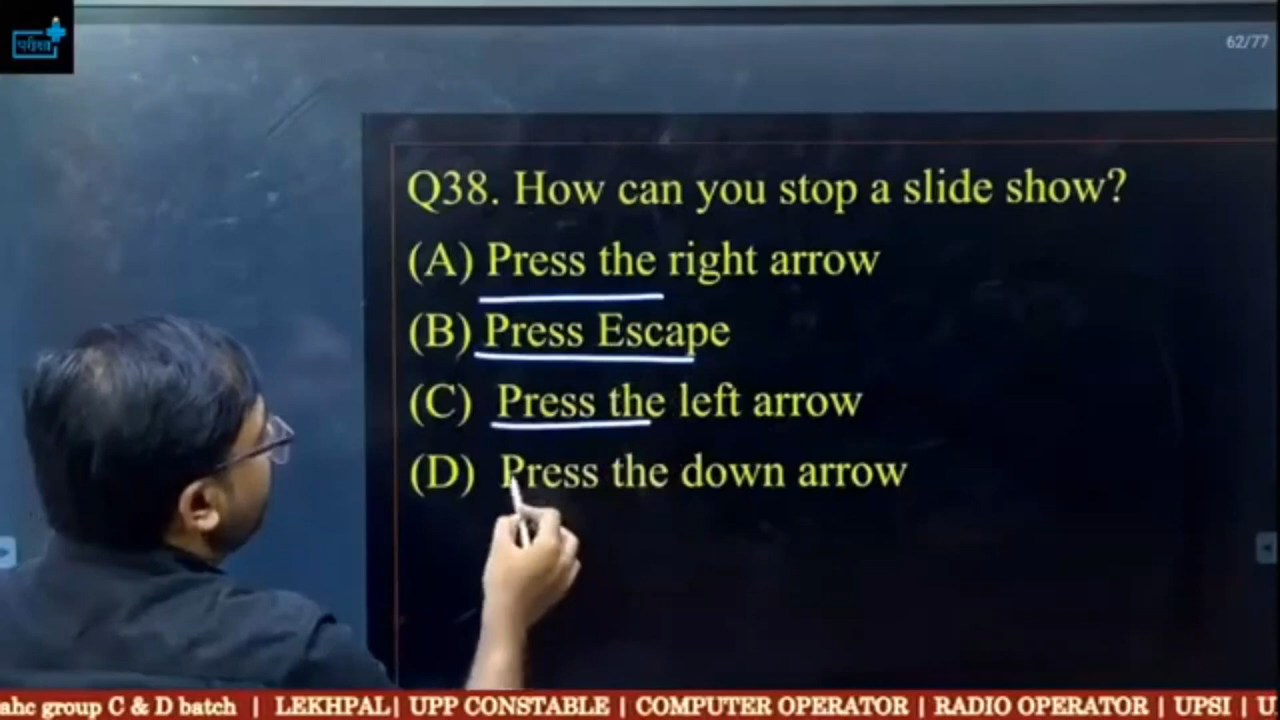 परीक्षा
62/77
Q38. How can you stop a slide show?
(A) Press the right arrow
(B) Press Escape
(C) Press the left arrow
(D) Press the down arrow
ahc group C & D batch | LEKHPAL| UPP CONSTABLE | COMPUTER OPERATOR | RADIO OPERATOR | UPSI | U